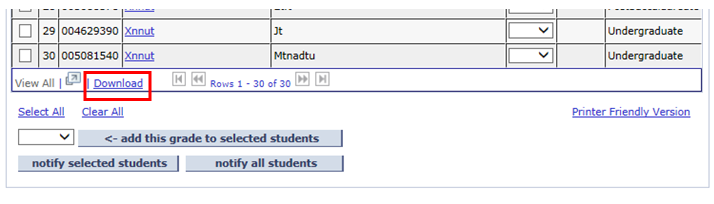 29 004629390 Xnnut Jt Undergraduate
30 005081540 Xnnut Mtnadtu Undergraduate
View All | | Download Rows 1 - 30 of 30
Select All Clear All Printer Friendly Version
<- add this grade to selected students
notify selected students notify all students